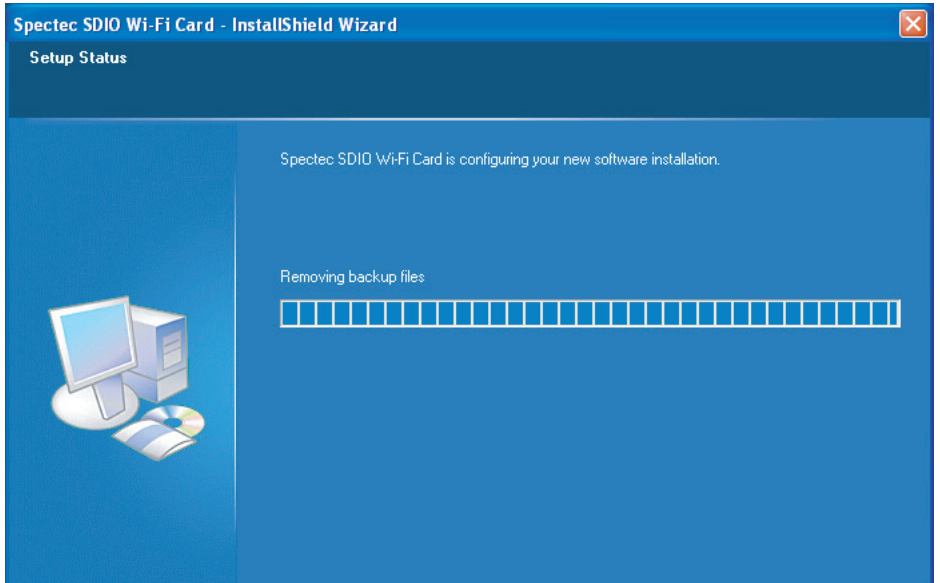 Spectec SDIO Wi-Fi Card - InstallShield Wizard
Setup Status
Spectec SDIO Wi-Fi Card is configuring your new software installation.
Removing backup files